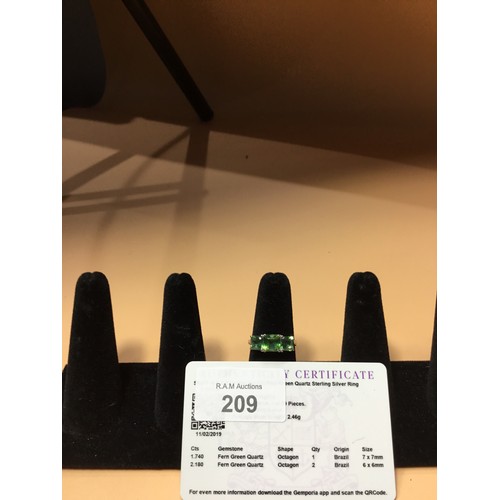 Y CERTIFICATE
een Quartz Sterling Silver Ring
R.A.M Auctions
209
Pieces.
2.46g
11/02/2019
Cts Gemstone Shape Qty Origin Size
1.740 Fern Green Quartz Octagon 1 Brazil 7 x 7mm
2.180 Fern Green Quartz Octagon 2 Brazil 6 x 6mm
For even more information download the Gemporia app and scan the QRCode.